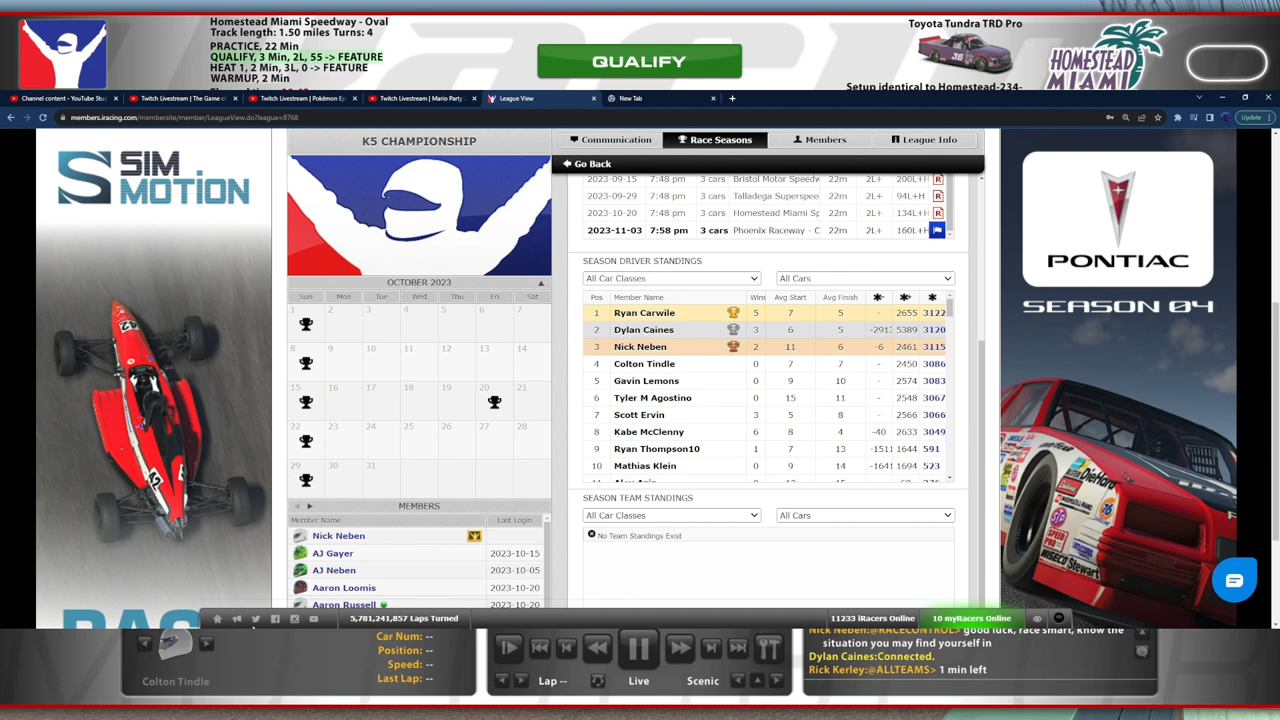 Homestead Miami Speedway - Oval
Track length: 1.50 miles Turns: 4
PRACTICE, 22 Min
QUALIFY, 3 Min, 2L, 55 -> FEATURE
HEAT 1, 2 Min, 3L, 0 -> FEATURE
WARMUP, 2 Min
QUALIFY
Toyota Tundra TRD Pro
HOMESTEAD
MIAMI
Setup identical to Homestead-234-
Channel content - YouTube Stu
Twitch Livestream | The Game o
Twitch Livestream | Pokémon Ep
Twitch Livestream | Mario Party
League View
New Tab
members.iracing.com/membersite/member/LeagueView.do?league=8768
Update
SIM
MOTION
K5 CHAMPIONSHIP
Communication
Race Seasons
Members
League Info
Go Back
2023-09-15 7:48 pm 3 cars Bristol Motor Speedw 22m 2L+ 200L+H R
2023-09-29 7:48 pm 3 cars Talladega Superspee 22m 2L+ 94L+H R
2023-10-20 7:48 pm 3 cars Homestead Miami Sp 22m 2L+ 134L+H R
2023-11-03 7:58 pm 3 cars Phoenix Raceway - C 22m 2L+ 160L+H
SEASON DRIVER STANDINGS
All Car Classes All Cars
Pos Member Name Wins Avg Start Avg Finish
1 Ryan Carwile 5 7 5 - 2655 3122
2 Dylan Caines 3 6 5 -2913 5389 3120
3 Nick Neben 2 11 6 -6 2461 3115
4 Colton Tindle 0 7 7 - 2450 3086
5 Gavin Lemons 0 9 10 - 2574 3083
6 Tyler M Agostino 0 15 11 - 2548 3067
7 Scott Ervin 3 5 8 - 2566 3066
8 Kabe McClenny 6 8 4 -40 2633 3049
9 Ryan Thompson10 1 7 13 -1511 1644 591
10 Mathias Klein 0 9 14 -1641 1694 523
SEASON TEAM STANDINGS
All Car Classes All Cars
No Team Standings Exist
OCTOBER 2023
Sun Mon Tue Wed Thu Fri Sat
1 2 3 4 5 6 7
8 9 10 11 12 13 14
15 16 17 18 19 20 21
22 23 24 25 26 27 28
29 30 31
MEMBERS
Member Name Last Login
Nick Neben
AJ Gayer 2023-10-15
AJ Neben 2023-10-05
Aaron Loomis 2023-10-20
Aaron Russell 2023-10-20
PONTIAC
SEASON 04
5,781,241,857 Laps Turned
11233 iRacers Online
10 myRacers Online
Colton Tindle
Car Num: --
Position: --
Speed: --
Last Lap: --
Lap --
Live
Scenic
Nick Neben:@RACECONTROL> good luck, race smart, know the
situation you may find yourself in
Dylan Caines:Connected.
Rick Kerley:@ALLTEAMS> 1 min left